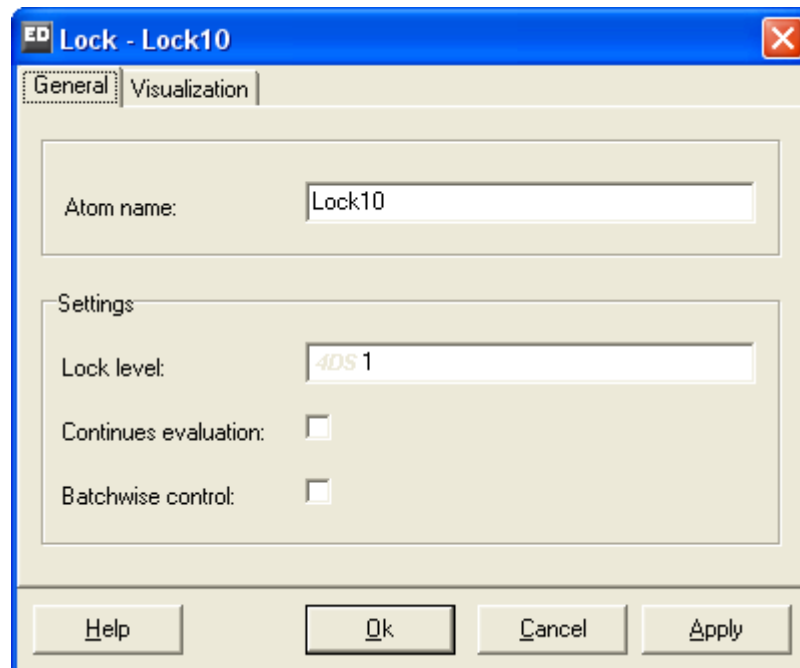 ED Lock - Lock10
General Visualization
Atom name: Lock10
Settings
Lock level: 4DS 1
Continues evaluation:
Batchwise control:
Help Ok Cancel Apply